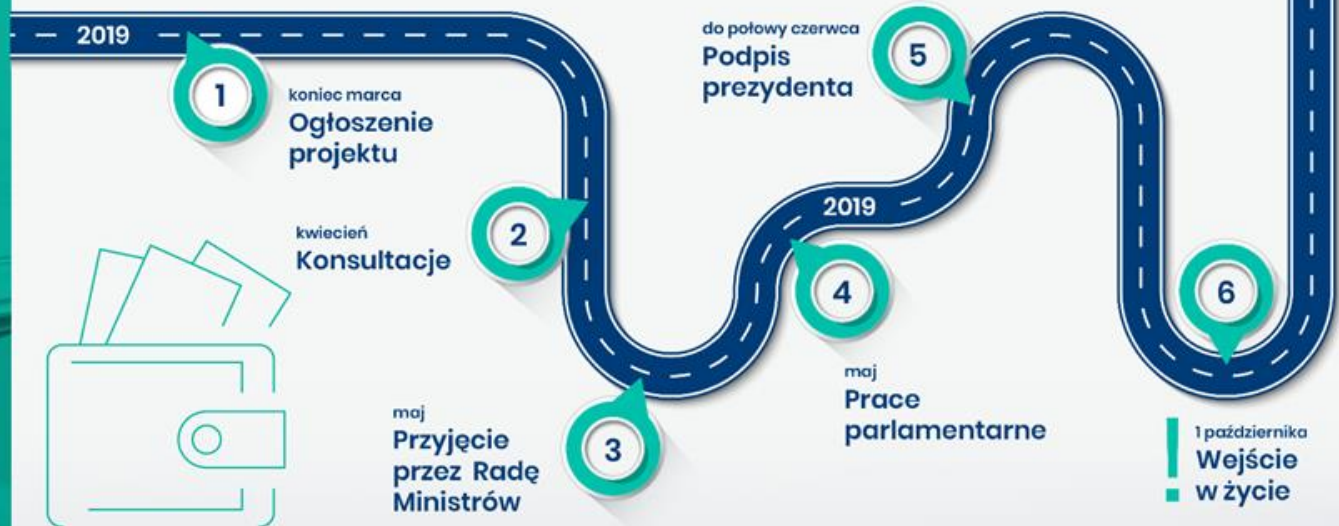 2019
1
koniec marca
Ogłoszenie
projektu
2
kwiecień
Konsultacje
3
maj
Przyjęcie
przez Radę
Ministrów
2019
4
maj
Prace
parlamentarne
5
do połowy czerwca
Podpis
prezydenta
6
!
1 października
Wejście
w życie